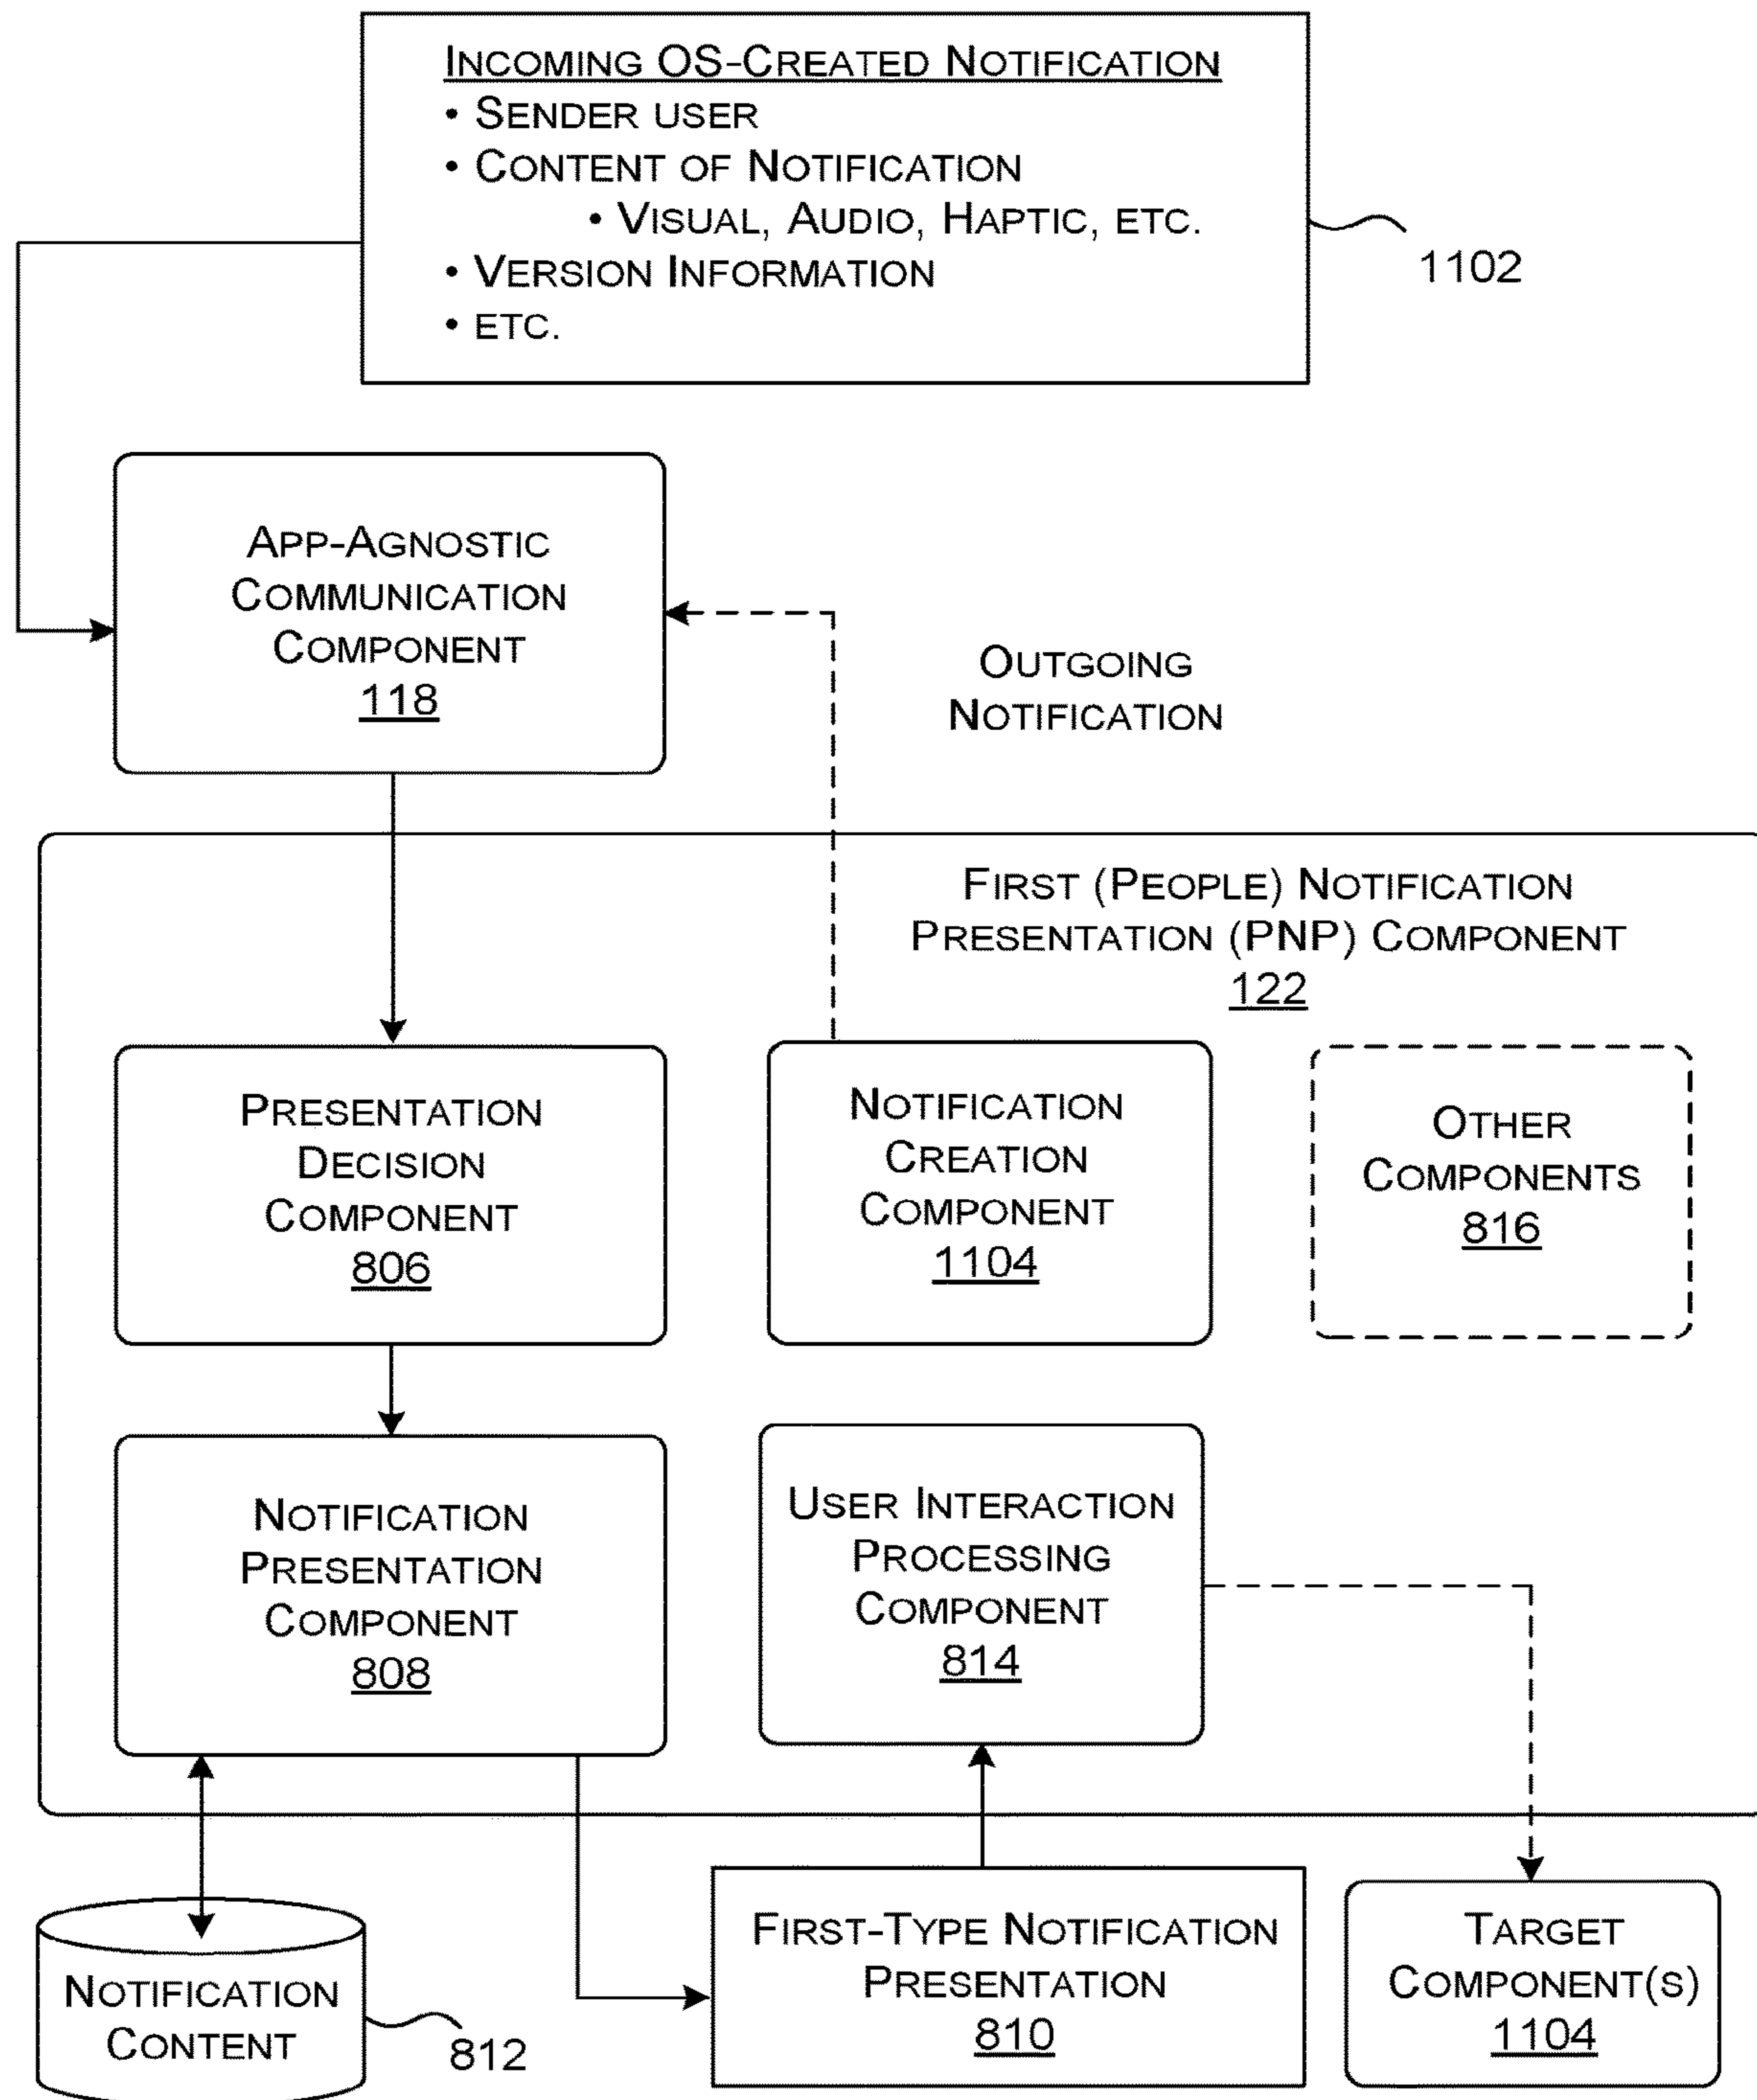 INCOMING OS-CREATED NOTIFICATION
• SENDER USER
• CONTENT OF NOTIFICATION
• VISUAL, AUDIO, HAPTIC, ETC.
• VERSION INFORMATION
• ETC.
1102
APP-AGNOSTIC
COMMUNICATION
COMPONENT
118
OUTGOING
NOTIFICATION
FIRST (PEOPLE) NOTIFICATION
PRESENTATION (PNP) COMPONENT
122
PRESENTATION
DECISION
COMPONENT
806
NOTIFICATION
CREATION
COMPONENT
1104
OTHER
COMPONENTS
816
NOTIFICATION
PRESENTATION
COMPONENT
808
USER INTERACTION
PROCESSING
COMPONENT
814
NOTIFICATION
CONTENT
812
FIRST-TYPE NOTIFICATION
PRESENTATION
810
TARGET
COMPONENT(S)
1104